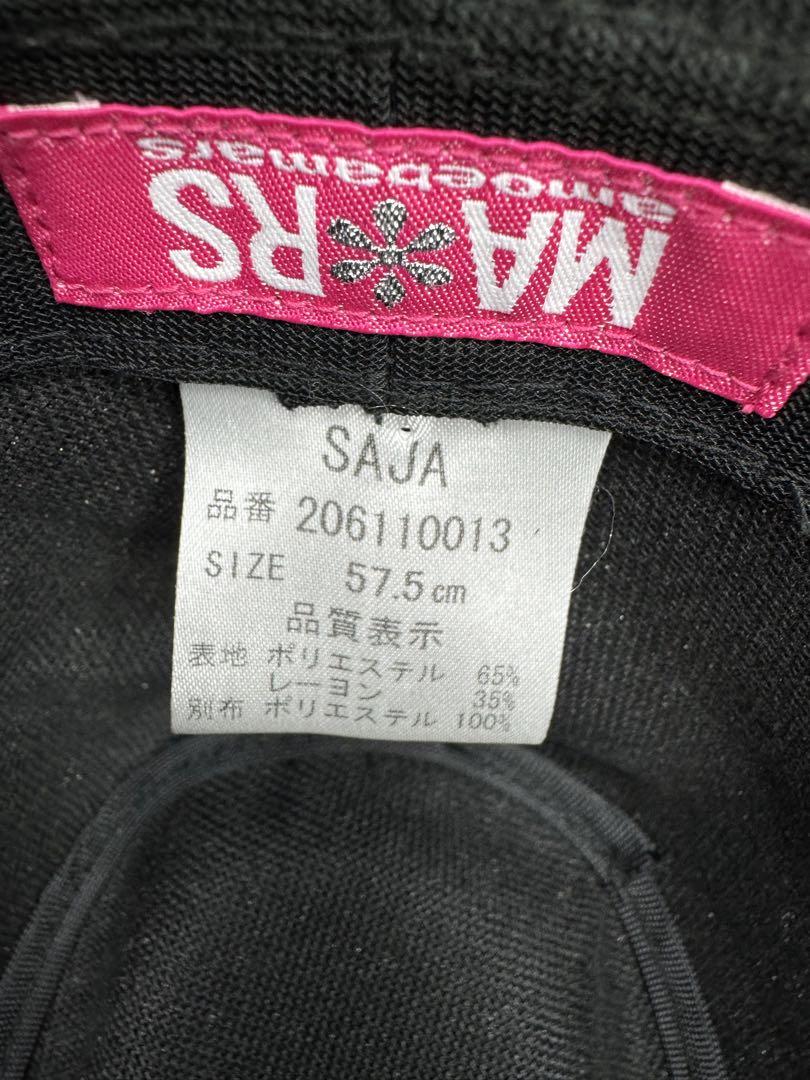 MA*RS
amoebamars
SAJA
品番 206110013
SIZE 57.5cm
品質表示
表地 ポリエステル 65%
レーヨン 35%
別布 ポリエステル 100%